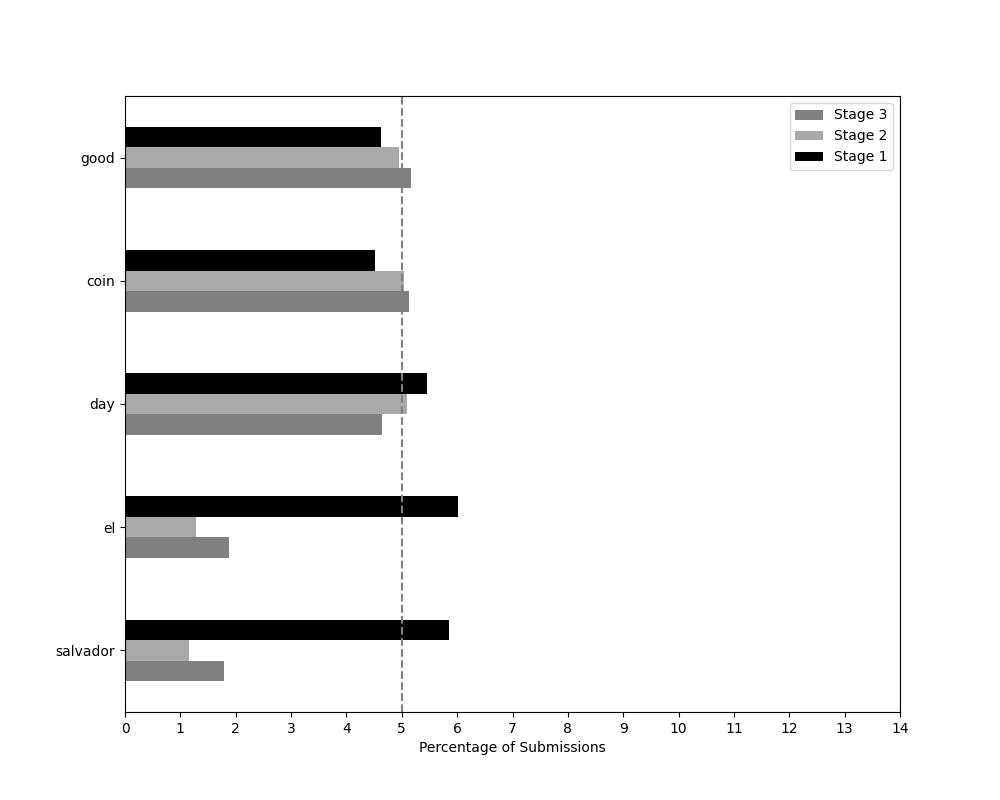 Stage 3
Stage 2
Stage 1
good
coin
day
el
salvador
0 1 2 3 4 5 6 7 8 9 10 11 12 13 14
Percentage of Submissions